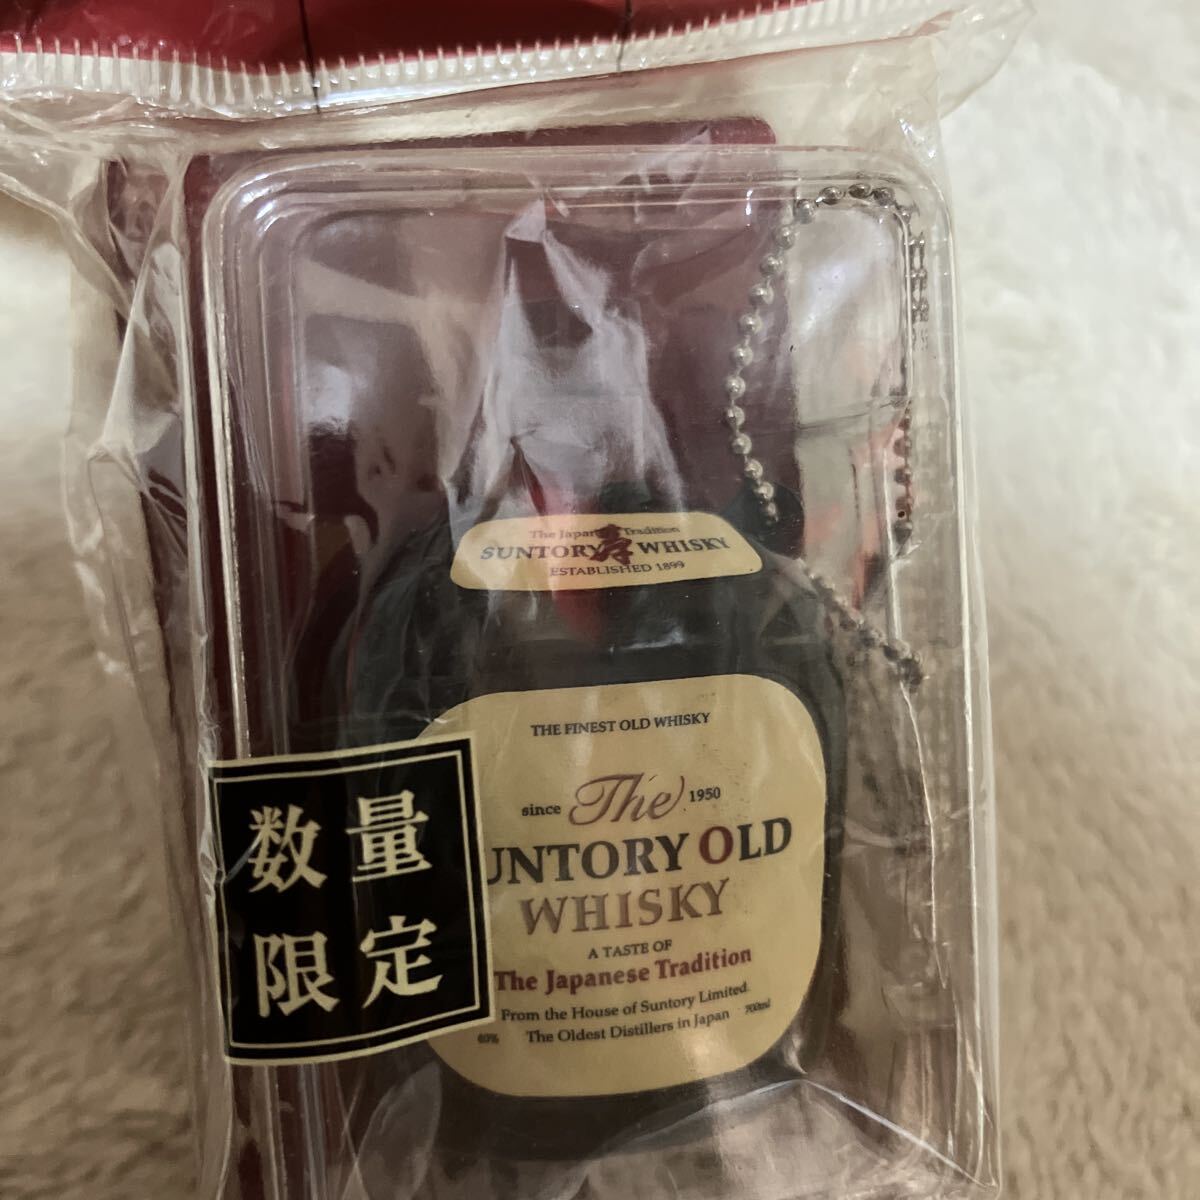 The Japanese Tradition
SUNTORY WHISKY
寿
ESTABLISHED 1899
THE FINEST OLD WHISKY
since The 1950
UNTORY OLD
WHISKY
A TASTE OF
The Japanese Tradition
From the House of Suntory Limited
The Oldest Distillers in Japan
700ml
数量
限定